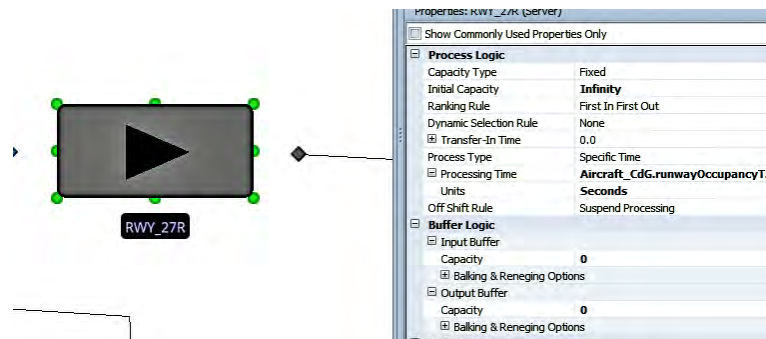 Properties: RWY_27R (Server)
Show Commonly Used Properties Only
Process Logic
Capacity Type Fixed
Initial Capacity Infinity
Ranking Rule First In First Out
Dynamic Selection Rule None
Transfer-In Time 0.0
Process Type Specific Time
Processing Time Aircraft_CdG.runwayOccupancyT
Units Seconds
Off Shift Rule Suspend Processing
Buffer Logic
Input Buffer
Capacity 0
Balking & Reneging Options
Output Buffer
Capacity 0
Balking & Reneging Options
RWY_27R